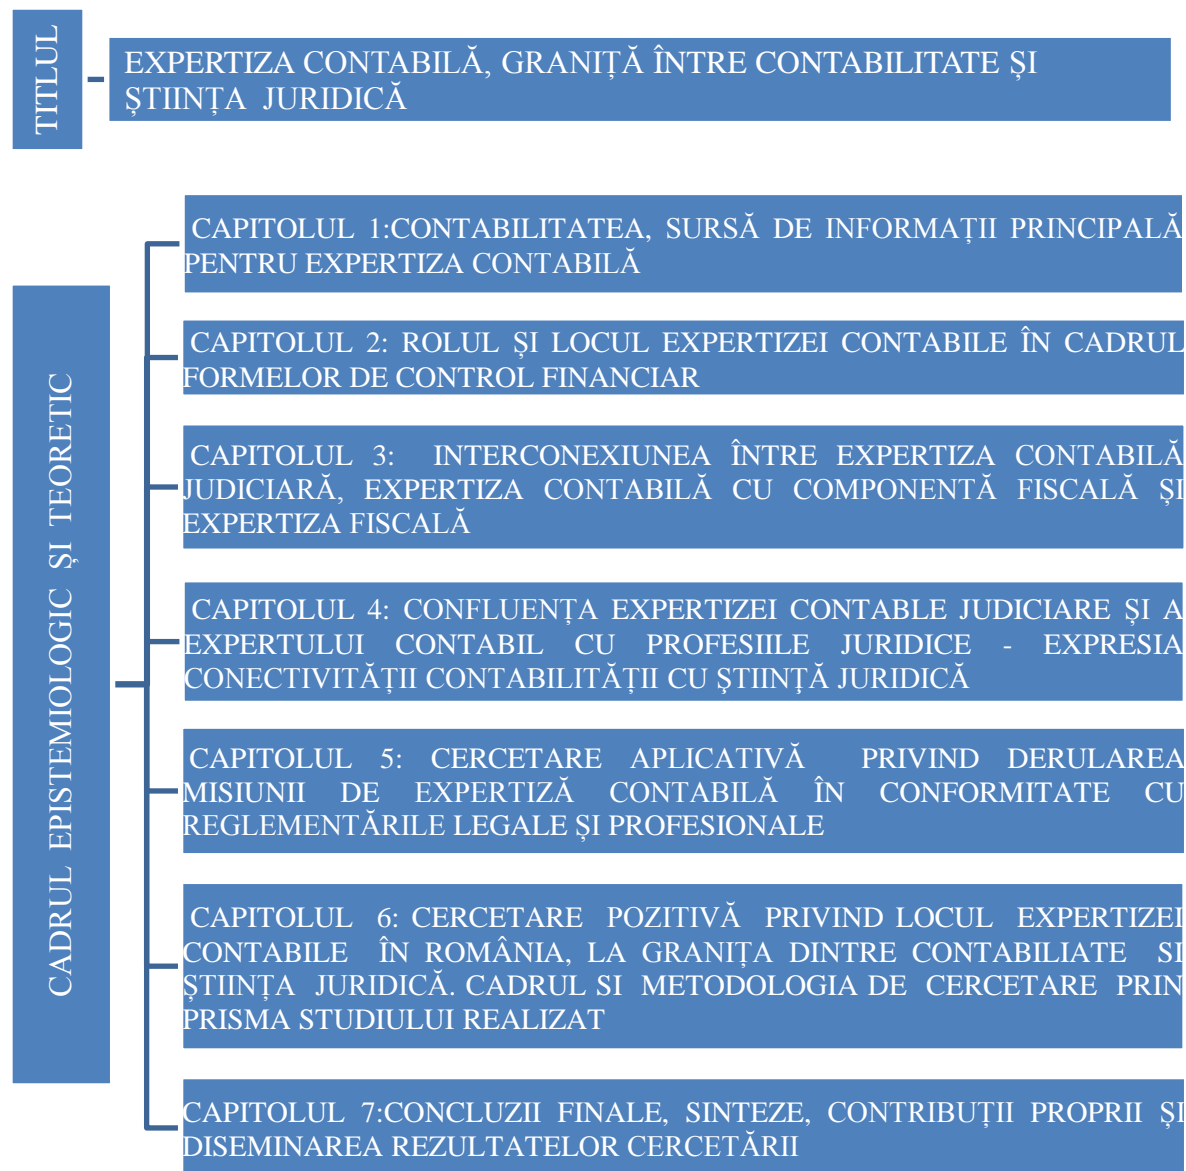 TITLUL
EXPERTIZA CONTABILĂ, GRANIȚĂ ÎNTRE CONTABILITATE ȘI
ȘTIINȚA JURIDICĂ
CADRUL EPISTEMIOLOGIC ȘI TEORETIC
CAPITOLUL 1:CONTABILITATEA, SURSĂ DE INFORMAȚII PRINCIPALĂ
PENTRU EXPERTIZA CONTABILĂ
CAPITOLUL 2: ROLUL ȘI LOCUL EXPERTIZEI CONTABILE ÎN CADRUL
FORMELOR DE CONTROL FINANCIAR
CAPITOLUL 3: INTERCONEXIUNEA ÎNTRE EXPERTIZA CONTABILĂ
JUDICIARĂ, EXPERTIZA CONTABILĂ CU COMPONENTĂ FISCALĂ ȘI
EXPERTIZA FISCALĂ
CAPITOLUL 4: CONFLUENȚA EXPERTIZEI CONTABLE JUDICIARE ȘI A
EXPERTULUI CONTABIL CU PROFESIILE JURIDICE - EXPRESIA
CONECTIVITĂȚII CONTABILITĂȚII CU ŞTIINŢĂ JURIDICĂ
CAPITOLUL 5: CERCETARE APLICATIVĂ PRIVIND DERULAREA
MISIUNII DE EXPERTIZĂ CONTABILĂ ÎN CONFORMITATE CU
REGLEMENTĂRILE LEGALE ȘI PROFESIONALE
CAPITOLUL 6: CERCETARE POZITIVĂ PRIVIND LOCUL EXPERTIZEI
CONTABILE ÎN ROMÂNIA, LA GRANIȚA DINTRE CONTABILIATE SI
ȘTIINȚA JURIDICĂ. CADRUL SI METODOLOGIA DE CERCETARE PRIN
PRISMA STUDIULUI REALIZAT
CAPITOLUL 7:CONCLUZII FINALE, SINTEZE, CONTRIBUȚII PROPRII ȘI
DISEMINAREA REZULTATELOR CERCETĂRII